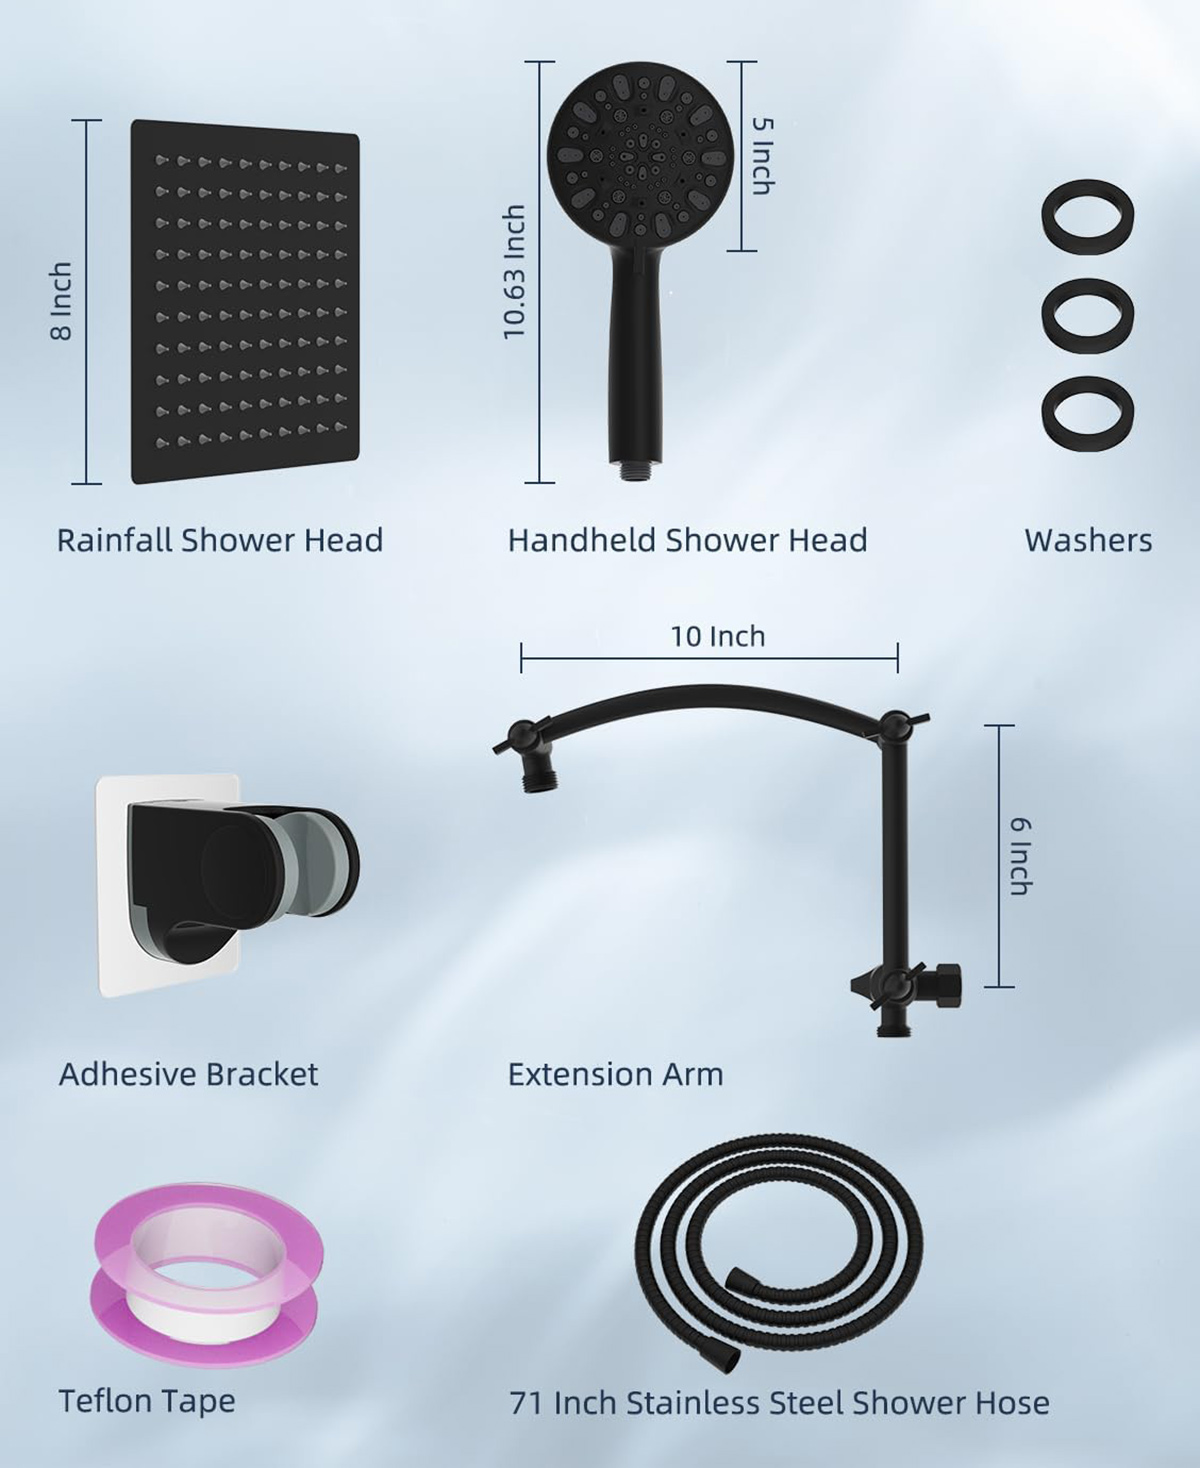 8 Inch
10.63 Inch
5 Inch
Rainfall Shower Head
Handheld Shower Head
Washers
10 Inch
6 Inch
Adhesive Bracket
Extension Arm
Teflon Tape
71 Inch Stainless Steel Shower Hose